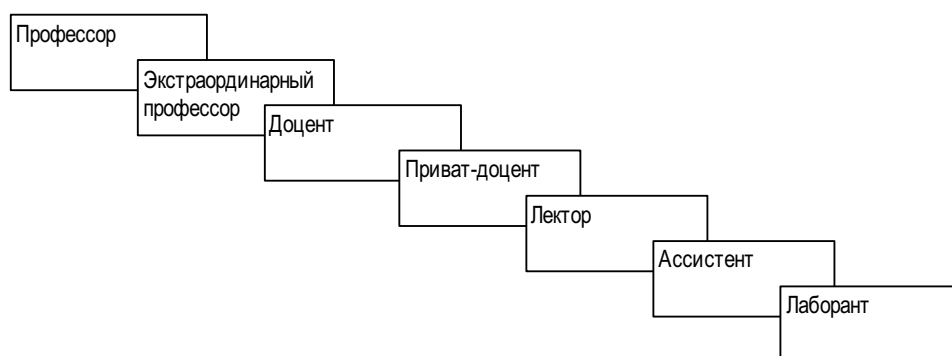 Профессор
Экстраординарный
профессор
Доцент
Приват-доцент
Лектор
Ассистент
Лаборант